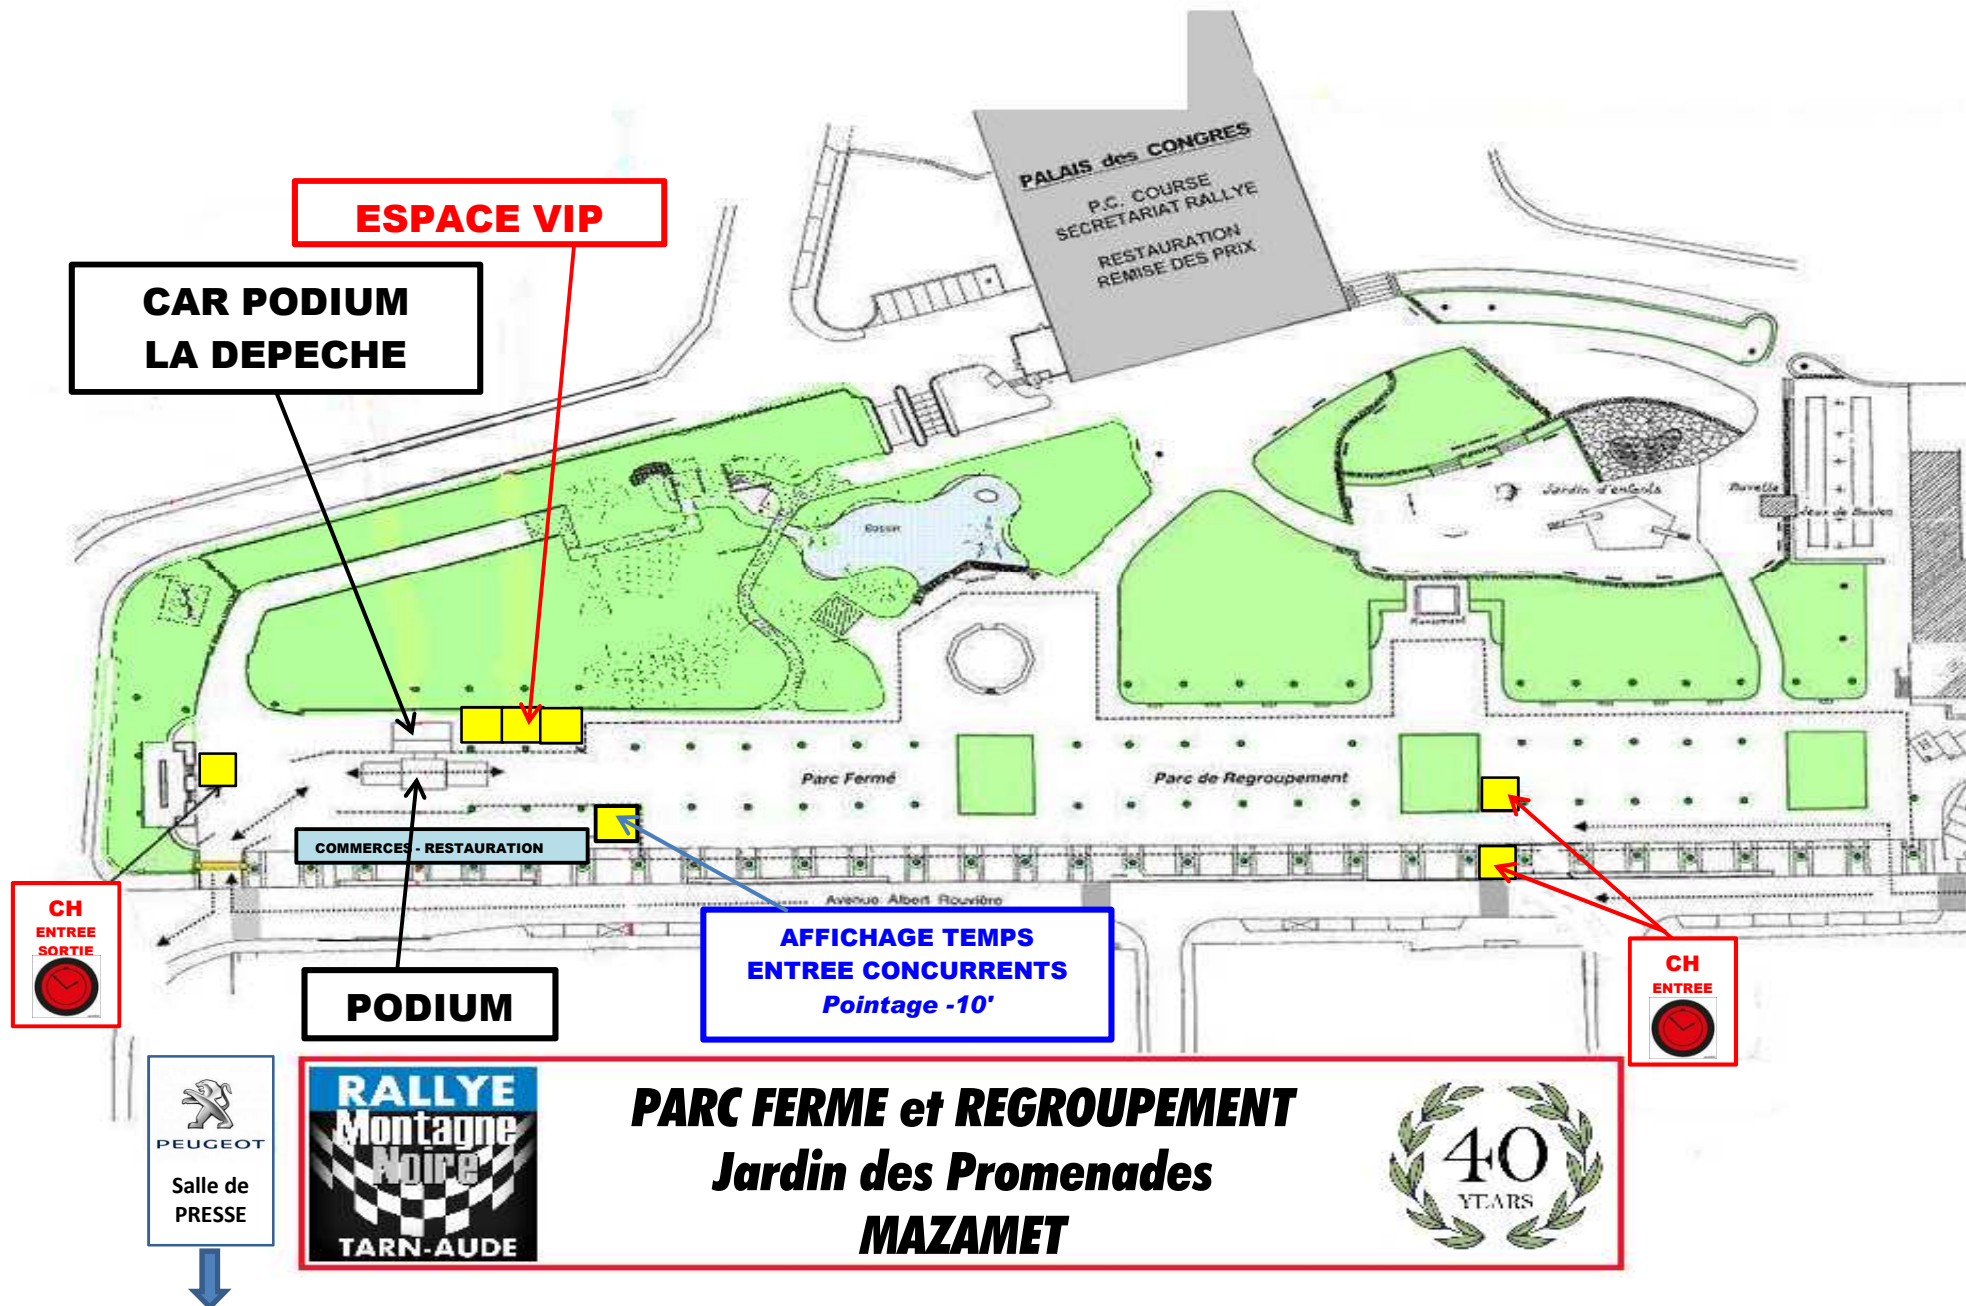 PALAIS des CONGRES
P.C. COURSE
SECRETARIAT RALLYE
RESTAURATION
REMISE DES PRIX
ESPACE VIP
CAR PODIUM
LA DEPECHE
Bassin
Jardin d'enfants
Buvette
Jeux de Boules
Monument
Parc Fermé
Parc de Regroupement
COMMERCES - RESTAURATION
Avenue Albert Rouvière
CH
ENTREE
SORTIE
PODIUM
AFFICHAGE TEMPS
ENTREE CONCURRENTS
Pointage -10'
CH
ENTREE
PEUGEOT
Salle de
PRESSE
RALLYE
Montagne
Noire
TARN-AUDE
PARC FERME et REGROUPEMENT
Jardin des Promenades
MAZAMET
40
YEARS